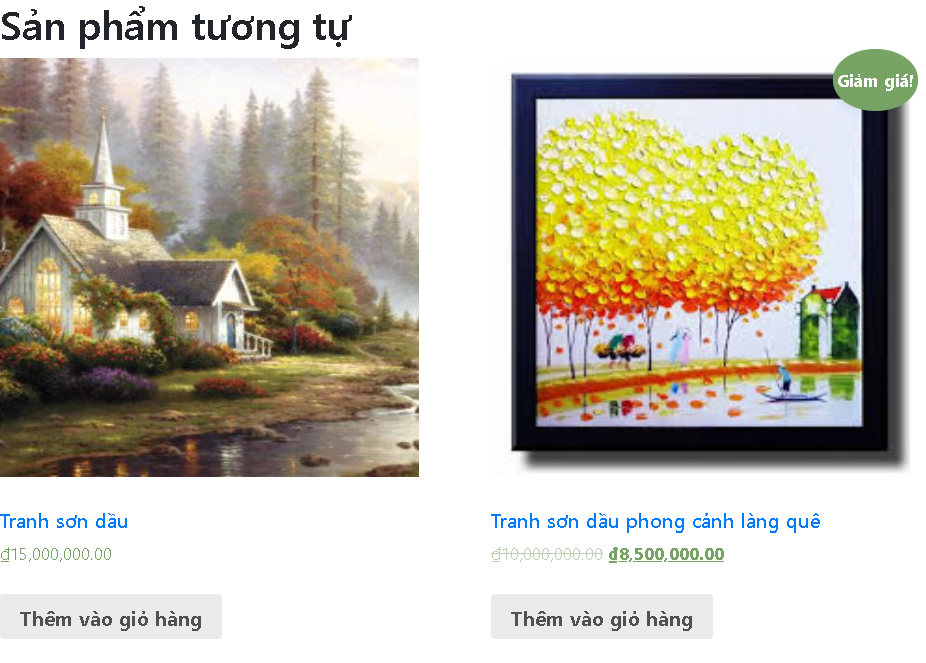 Sản phẩm tương tự
Giảm giá!
Tranh sơn dầu
₫15,000,000.00
Thêm vào giỏ hàng
Tranh sơn dầu phong cảnh làng quê
₫10,000,000.00 ₫8,500,000.00
Thêm vào giỏ hàng